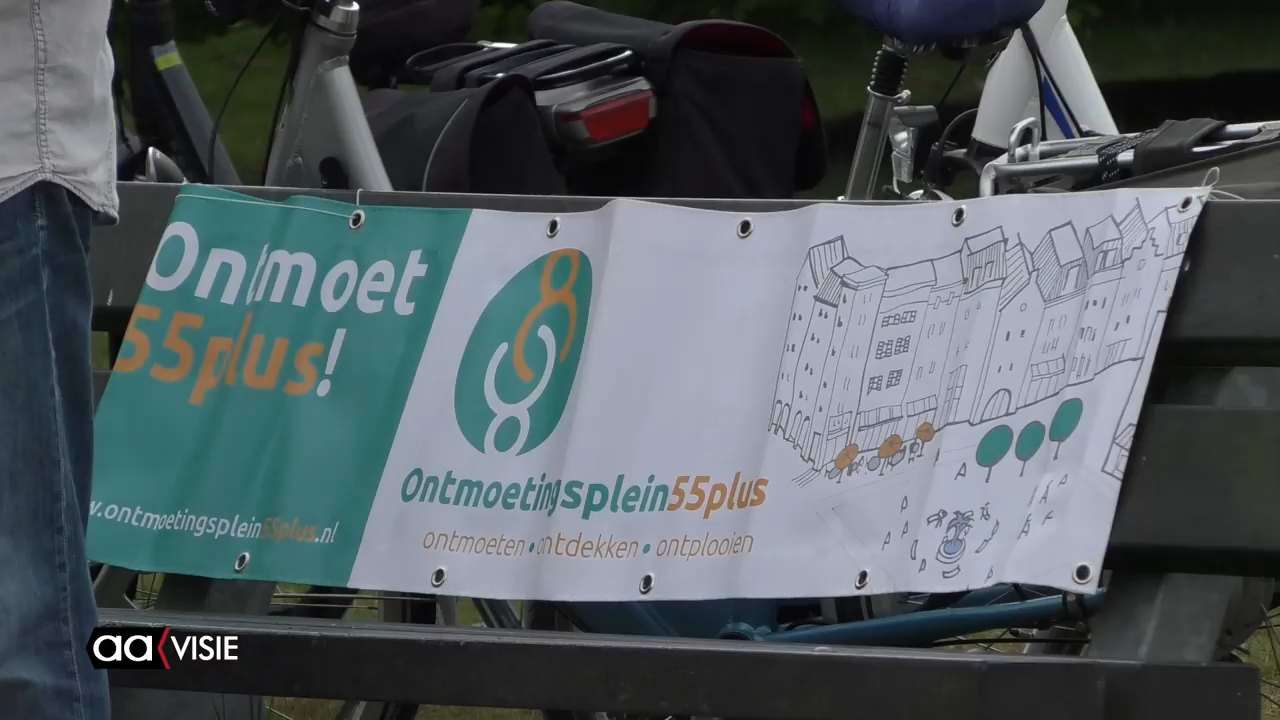 Ontmoet
55plus!
w.ontmoetingsplein55plus.nl
Ontmoetingsplein55plus
ontmoeten • ontdekken • ontplooien
aa VISIE